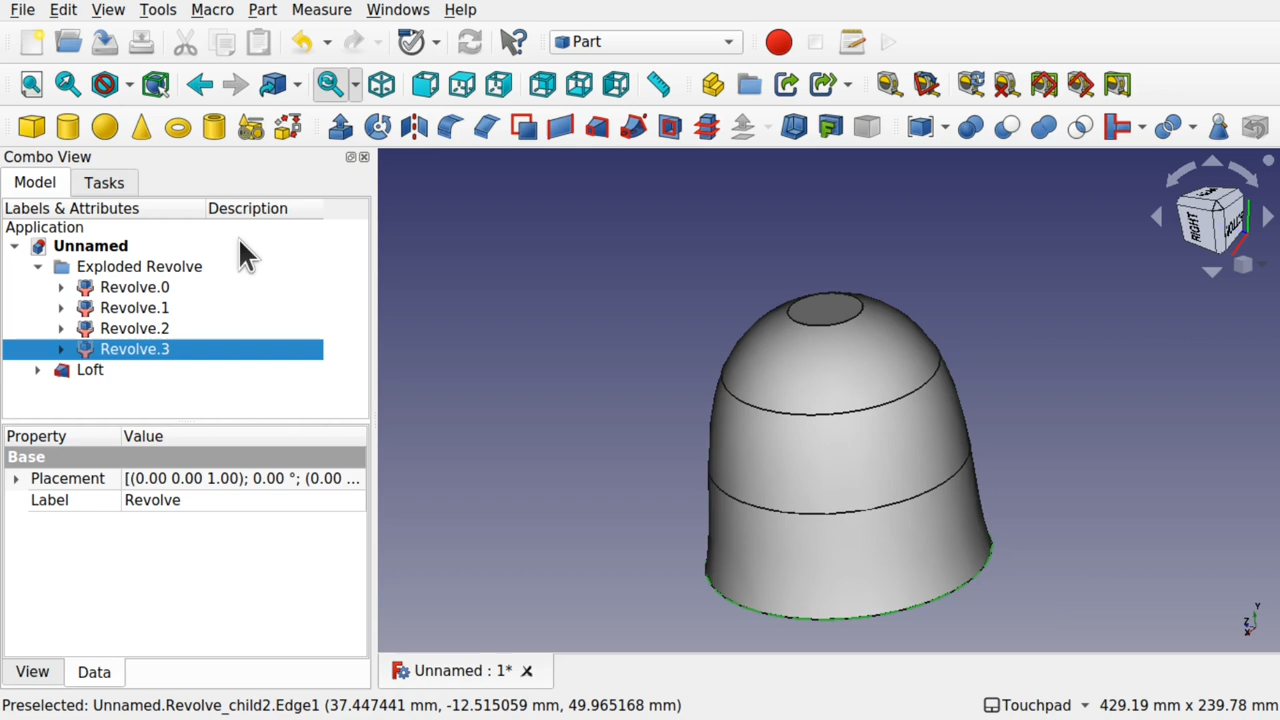 File Edit View Tools Macro Part Measure Windows Help
Part
Combo View
Model Tasks
Labels & Attributes Description
Application
Unnamed
Exploded Revolve
Revolve.0
Revolve.1
Revolve.2
Revolve.3
Loft
Property Value
Base
Placement [(0.00 0.00 1.00); 0.00 °; (0.00 ...
Label Revolve
View Data
RIGHT
Y
Z
X
Unnamed : 1*
Preselected: Unnamed.Revolve_child2.Edge1 (37.447441 mm, -12.515059 mm, 49.965168 mm)
Touchpad 429.19 mm x 239.78 mm